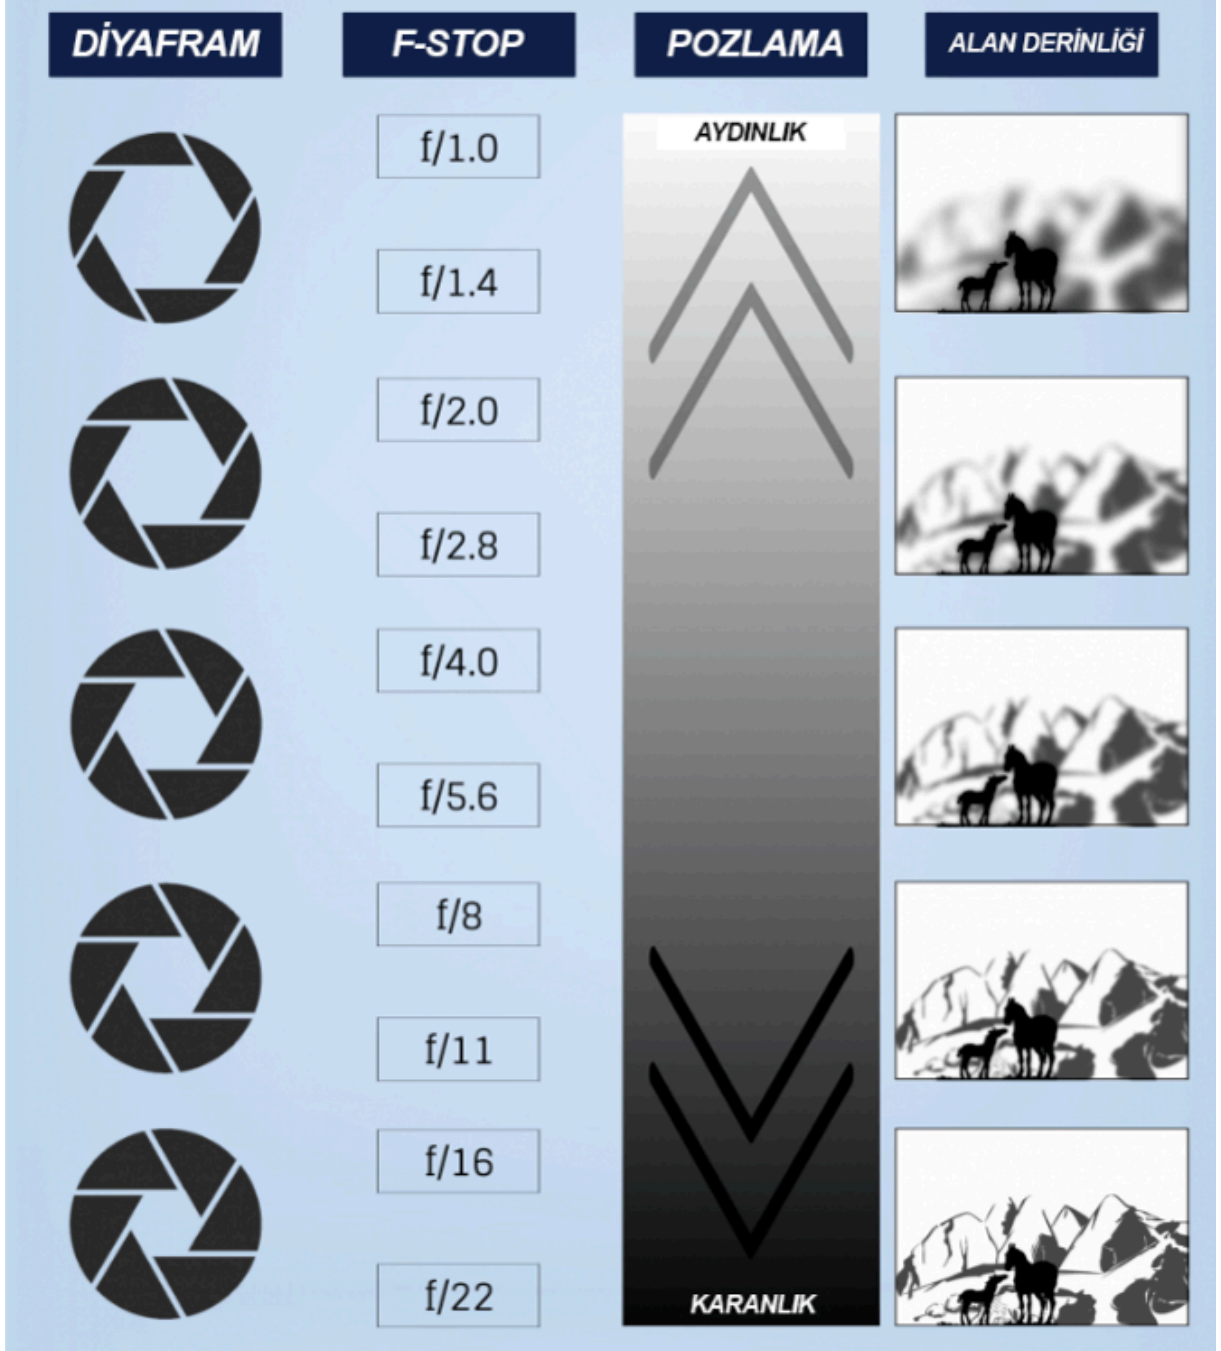 DİYAFRAM
F-STOP
POZLAMA
ALAN DERİNLİĞİ
AYDINLIK
f/1.0
f/1.4
f/2.0
f/2.8
f/4.0
f/5.6
f/8
f/11
f/16
f/22
KARANLIK